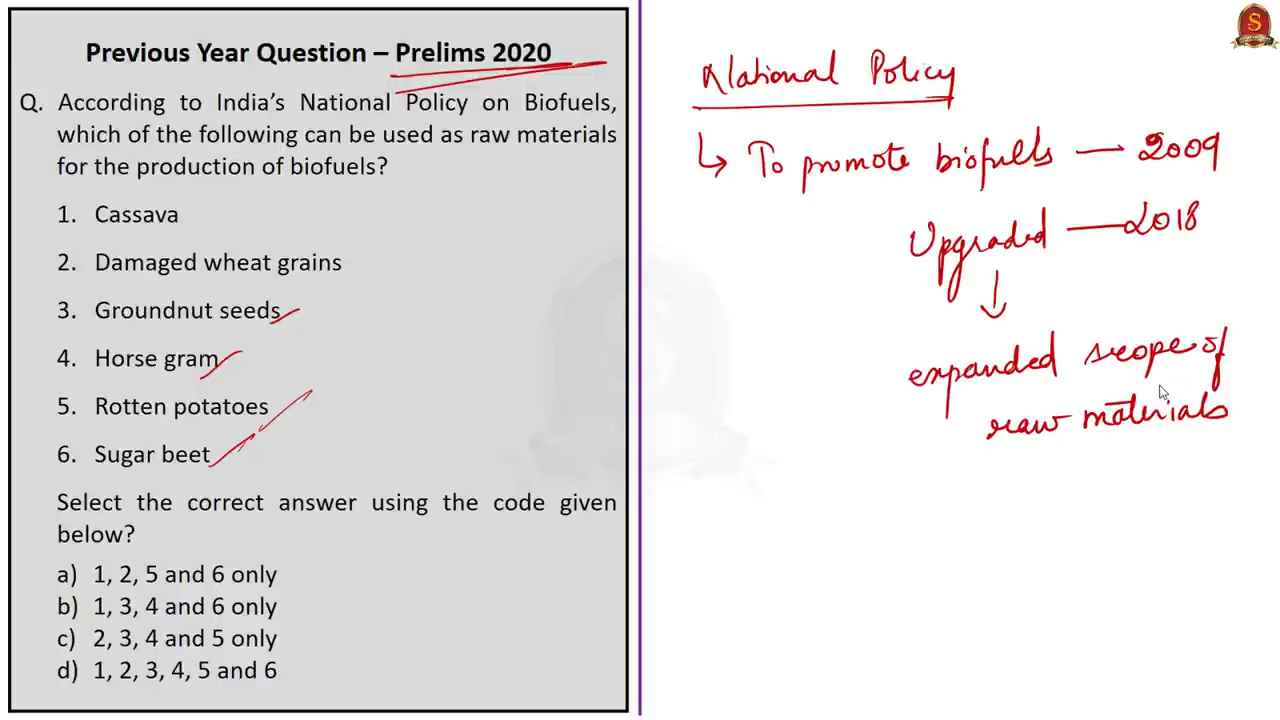 Previous Year Question – Prelims 2020
Q. According to India's National Policy on Biofuels,
which of the following can be used as raw materials
for the production of biofuels?
1. Cassava
2. Damaged wheat grains
3. Groundnut seeds
4. Horse gram
5. Rotten potatoes
6. Sugar beet
Select the correct answer using the code given
below?
a) 1, 2, 5 and 6 only
b) 1, 3, 4 and 6 only
c) 2, 3, 4 and 5 only
d) 1, 2, 3, 4, 5 and 6
National Policy
↳ To promote biofuels — 2009
Upgraded — 2018
↓
expanded scope of
raw materials
S